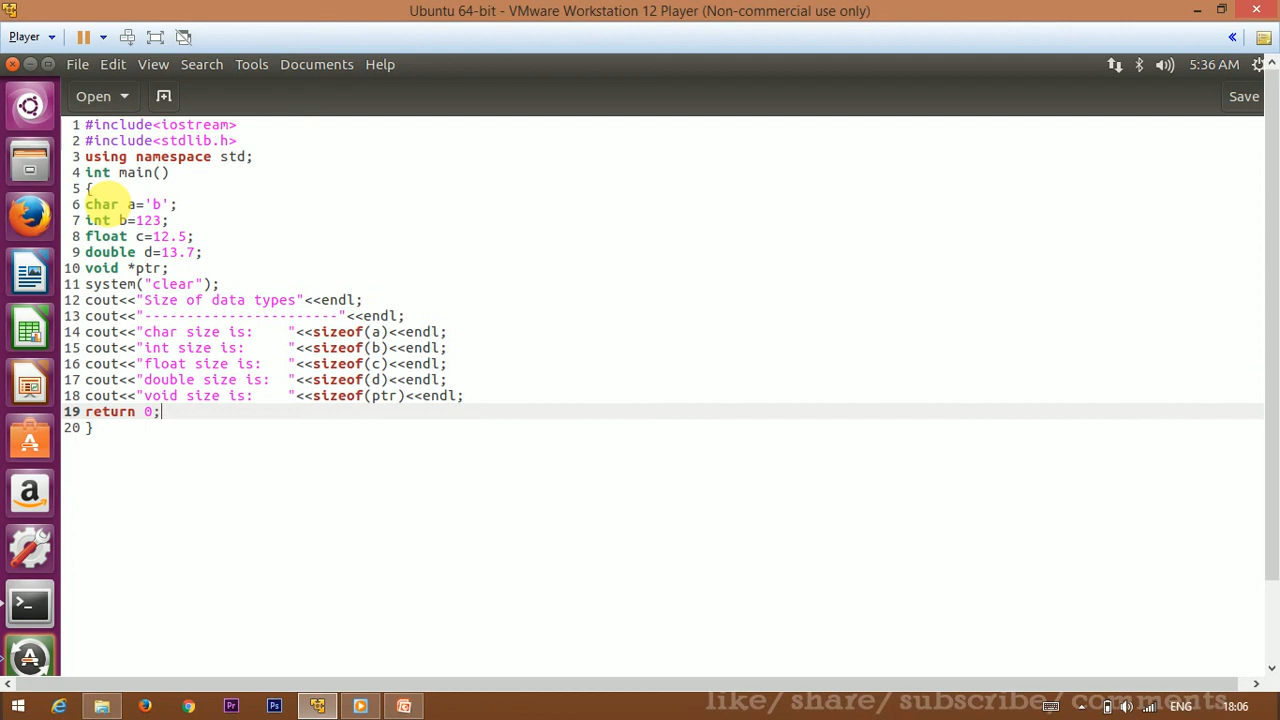 Ubuntu 64-bit - VMware Workstation 12 Player (Non-commercial use only)
Player
File Edit View Search Tools Documents Help
5:36 AM
Open
Save
1 #include<iostream>
2 #include<stdlib.h>
3 using namespace std;
4 int main()
5 {
6 char a='b';
7 int b=123;
8 float c=12.5;
9 double d=13.7;
10 void *ptr;
11 system("clear");
12 cout<<"Size of data types"<<endl;
13 cout<<"-----------------------"<<endl;
14 cout<<"char size is:    "<<sizeof(a)<<endl;
15 cout<<"int size is:     "<<sizeof(b)<<endl;
16 cout<<"float size is:   "<<sizeof(c)<<endl;
17 cout<<"double size is:  "<<sizeof(d)<<endl;
18 cout<<"void size is:    "<<sizeof(ptr)<<endl;
19 return 0;
20 }
like/ share/ subscribe/ comments
Pr
Ps
ENG
18:06